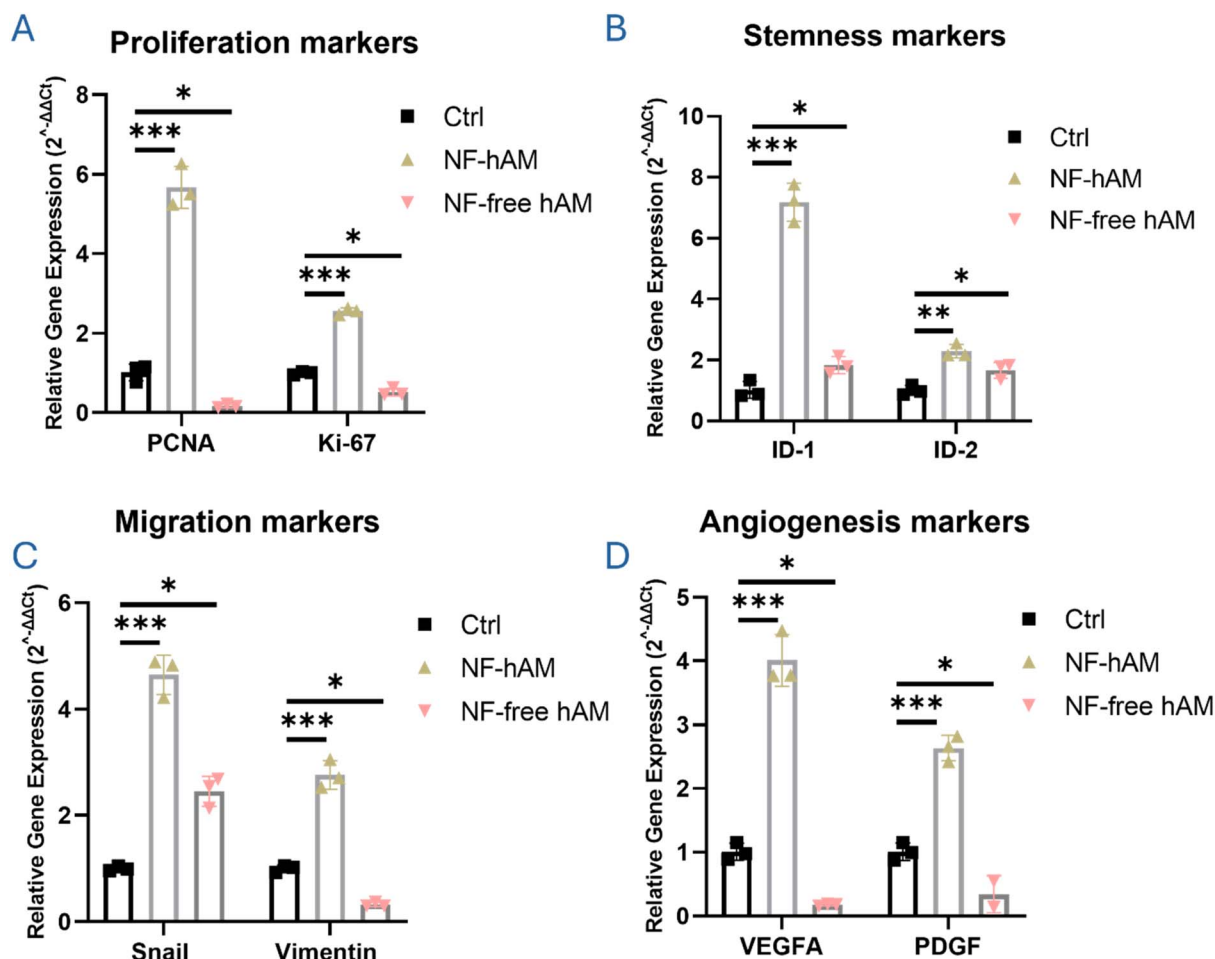 A
Proliferation markers
Relative Gene Expression (2^-ΔΔCt)
8
6
4
2
0
*
***
*
***
PCNA
Ki-67
Ctrl
NF-hAM
NF-free hAM
B
Stemness markers
Relative Gene Expression (2^-ΔΔCt)
10
8
6
4
2
0
*
***
*
**
ID-1
ID-2
Ctrl
NF-hAM
NF-free hAM
C
Migration markers
Relative Gene Expression (2^-ΔΔCt)
6
4
2
0
*
***
*
***
Snail
Vimentin
Ctrl
NF-hAM
NF-free hAM
D
Angiogenesis markers
Relative Gene Expression (2^-ΔΔCt)
5
4
3
2
1
0
*
***
*
***
VEGFA
PDGF
Ctrl
NF-hAM
NF-free hAM